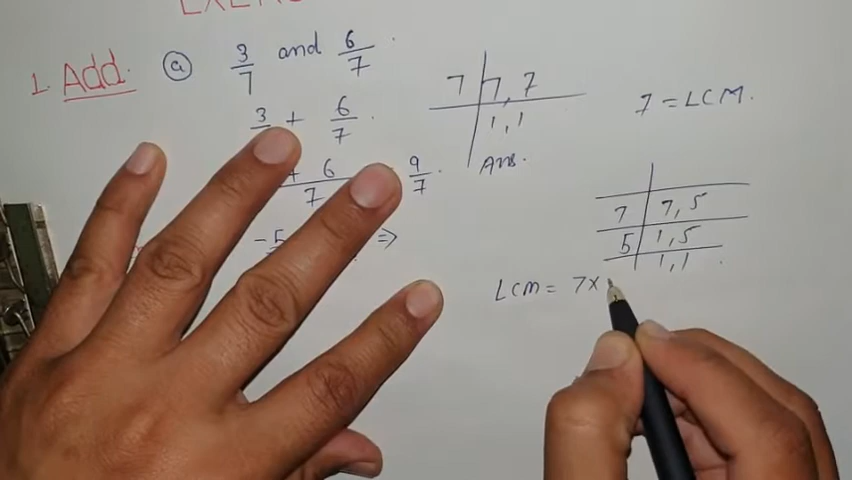 1. Add. (a) 3/7 and 6/7.
3 + 6/7.
+ 6/7 9/7.
-5 ⇒
7 | 7, 7
1, 1
Ans.
7 = LCM.
7 | 7, 5
5 | 1, 5
1, 1.
LCM = 7×